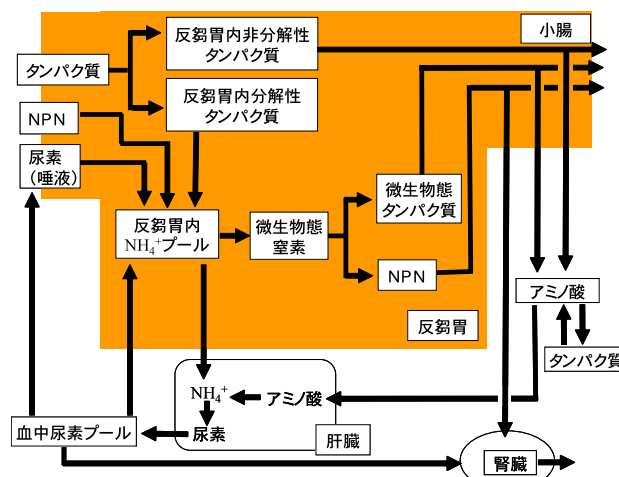 反芻胃内非分解性
タンパク質
小腸
タンパク質
反芻胃内分解性
タンパク質
NPN
尿素
(唾液)
微生物態
タンパク質
反芻胃内
NH₄⁺プール
微生物態
窒素
NPN
アミノ酸
反芻胃
タンパク質
NH₄⁺
アミノ酸
血中尿素プール
尿素
肝臓
腎臓